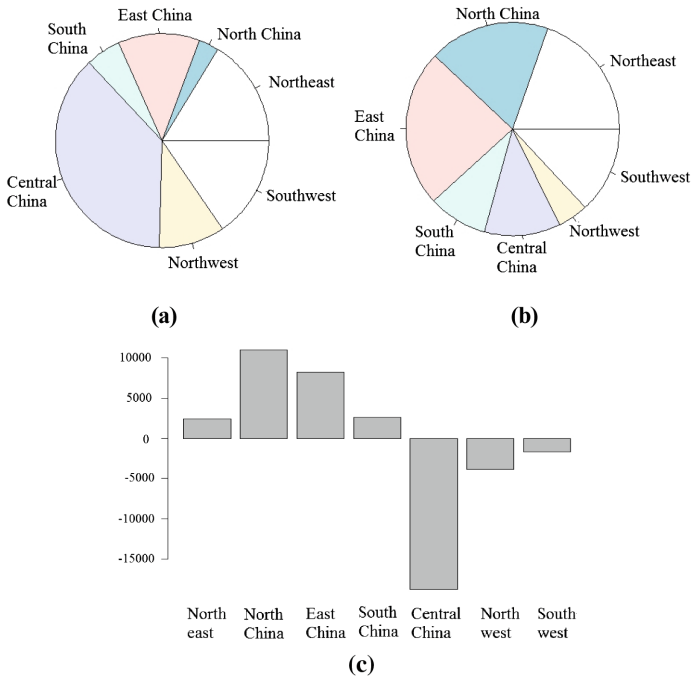 East China
South
China
North China
Northeast
Central
China
Southwest
Northwest
(a)
North China
Northeast
East
China
Southwest
South
China
Central
China
Northwest
(b)
10000
5000
0
-5000
-10000
-15000
North
east
North
China
East
China
South
China
Central
China
North
west
South
west
(c)